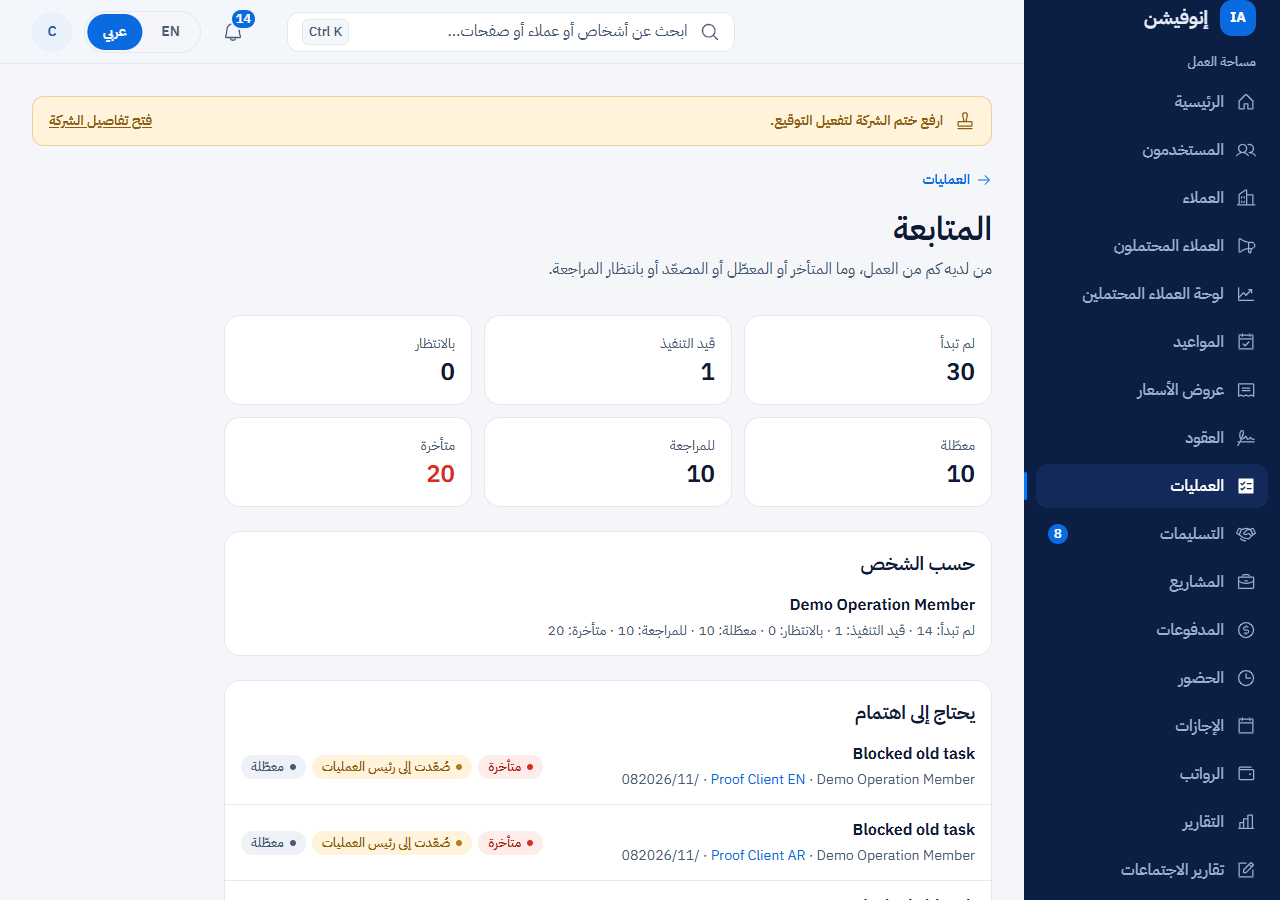 IA
إنوفيشن
مساحة العمل
الرئيسية
المستخدمون
العملاء
العملاء المحتملون
لوحة العملاء المحتملين
المواعيد
عروض الأسعار
العقود
العمليات
التسليمات
8
المشاريع
المدفوعات
الحضور
الإجازات
الرواتب
التقارير
تقارير الاجتماعات
ابحث عن أشخاص أو عملاء أو صفحات...
Ctrl K
14
EN
عربي
C
ارفع ختم الشركة لتفعيل التوقيع.
فتح تفاصيل الشركة
العمليات
المتابعة
من لديه كم من العمل، وما المتأخر أو المعطّل أو المصعّد أو بانتظار المراجعة.
لم تبدأ
30
قيد التنفيذ
1
بالانتظار
0
معطّلة
10
للمراجعة
10
متأخرة
20
حسب الشخص
Demo Operation Member
لم تبدأ: 14 · قيد التنفيذ: 1 · بالانتظار: 0 · معطّلة: 10 · للمراجعة: 10 · متأخرة: 20
يحتاج إلى اهتمام
Blocked old task
082026/11/ · Proof Client EN · Demo Operation Member
متأخرة
صُعّدت إلى رئيس العمليات
معطّلة
Blocked old task
082026/11/ · Proof Client AR · Demo Operation Member
متأخرة
صُعّدت إلى رئيس العمليات
معطّلة